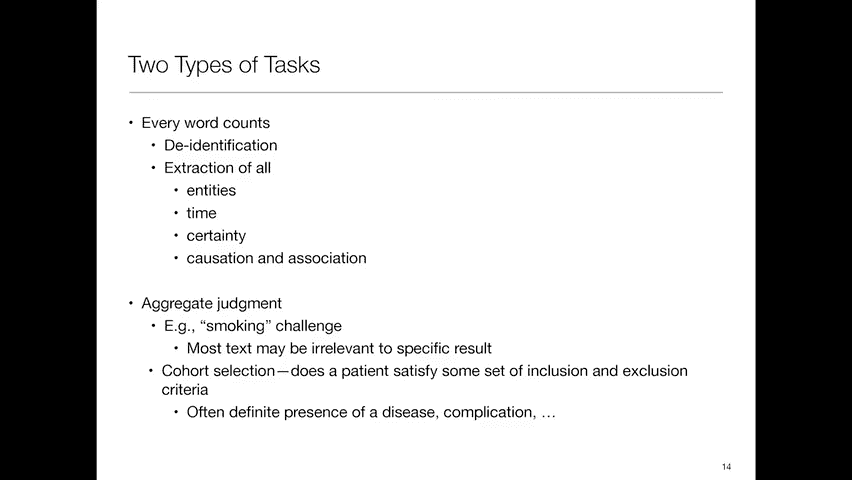 Two Types of Tasks
• Every word counts
• De-identification
• Extraction of all
• entities
• time
• certainty
• causation and association
• Aggregate judgment
• E.g., “smoking” challenge
• Most text may be irrelevant to specific result
• Cohort selection—does a patient satisfy some set of inclusion and exclusion
criteria
• Often definite presence of a disease, complication, …
14